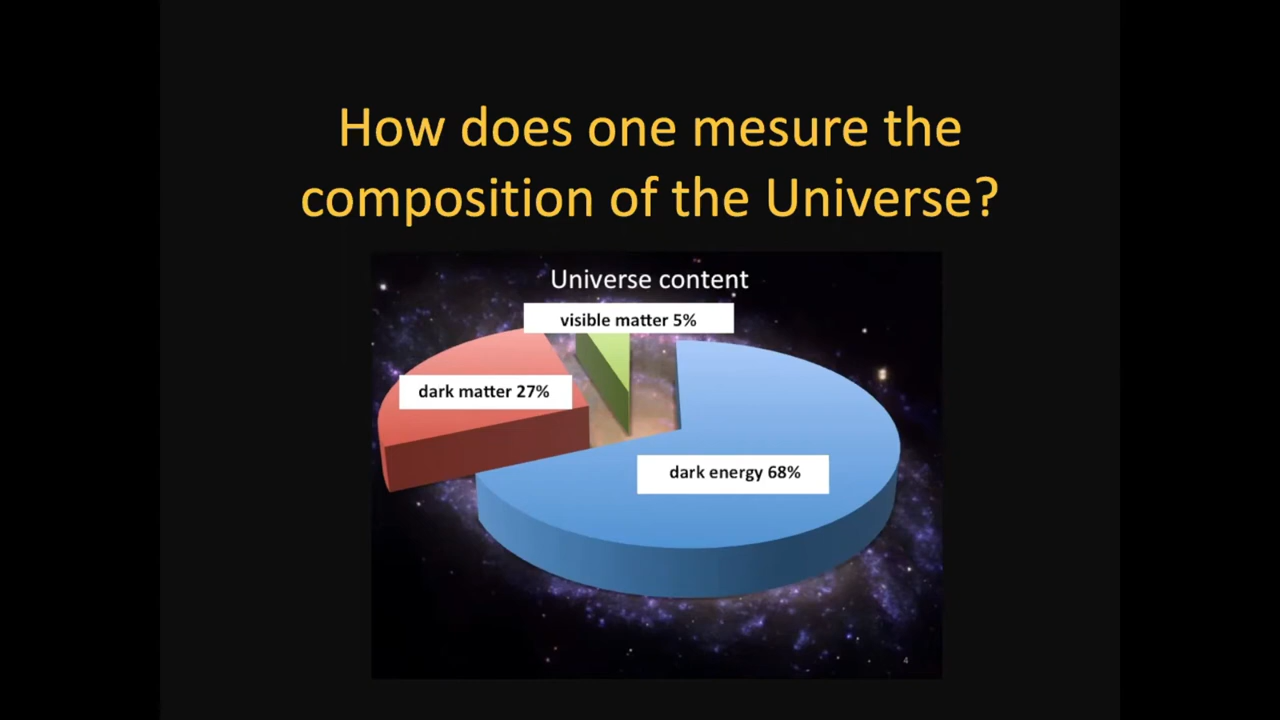 How does one mesure the
composition of the Universe?
Universe content
visible matter 5%
dark matter 27%
dark energy 68%
4